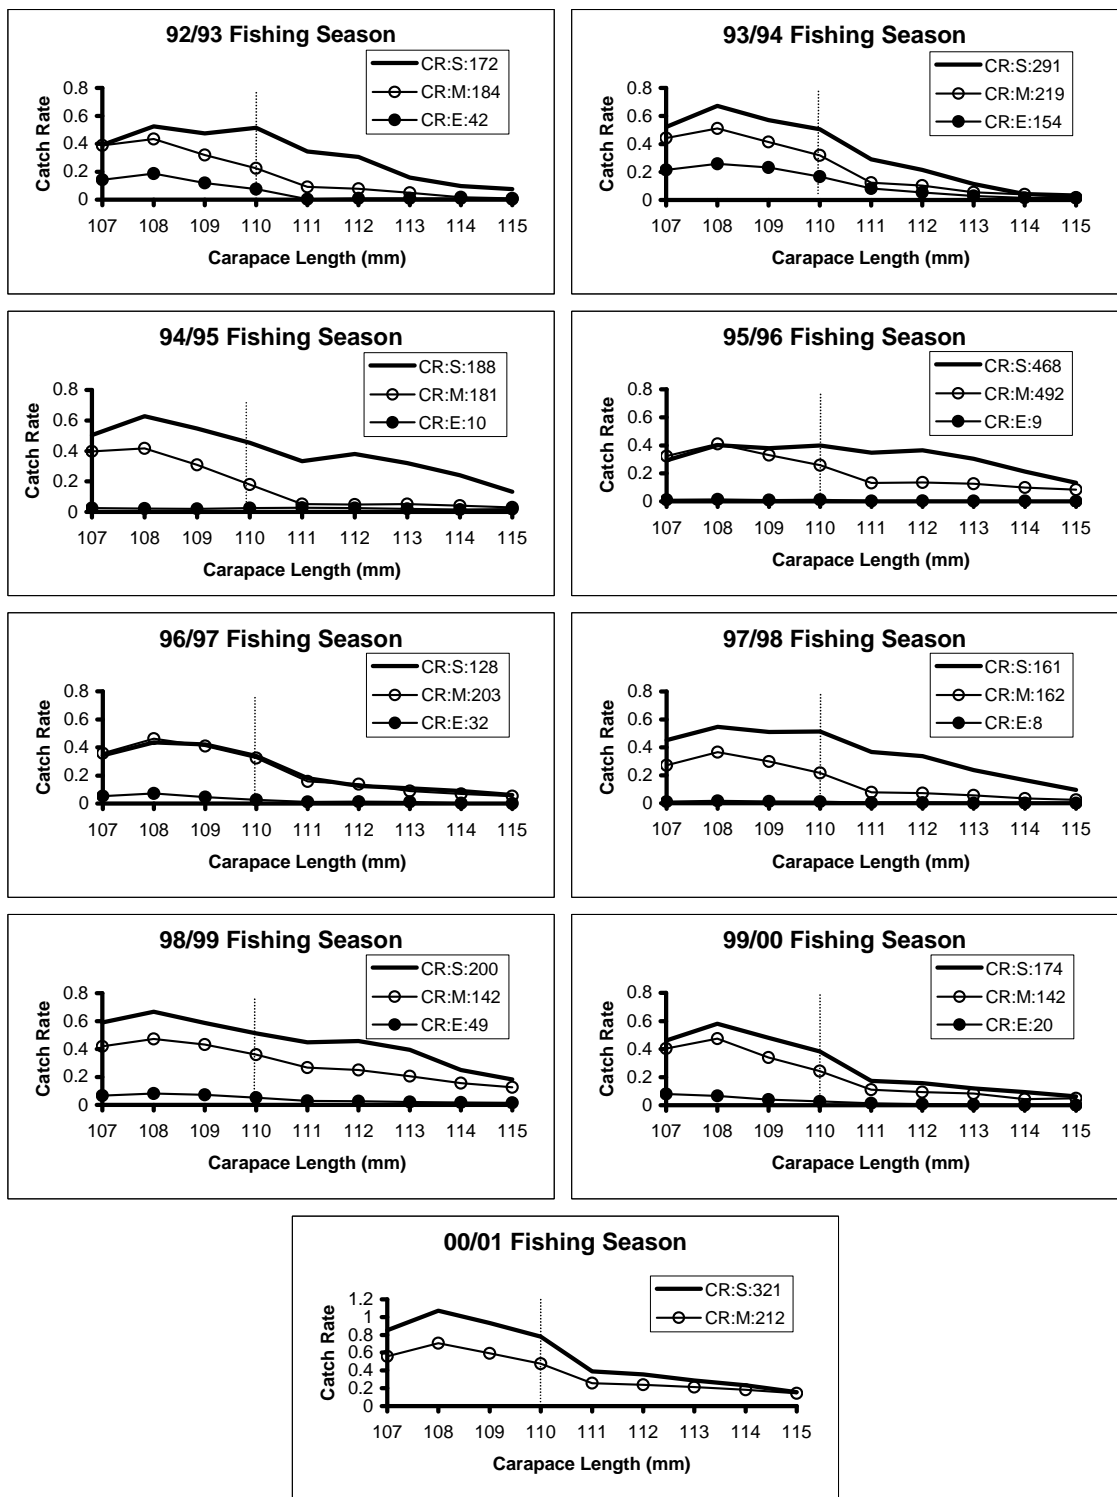 92/93 Fishing Season
CR:S:172
CR:M:184
CR:E:42
Catch Rate
0.8
0.6
0.4
0.2
0
107 108 109 110 111 112 113 114 115
Carapace Length (mm)
93/94 Fishing Season
CR:S:291
CR:M:219
CR:E:154
Catch Rate
0.8
0.6
0.4
0.2
0
107 108 109 110 111 112 113 114 115
Carapace Length (mm)
94/95 Fishing Season
CR:S:188
CR:M:181
CR:E:10
Catch Rate
0.8
0.6
0.4
0.2
0
107 108 109 110 111 112 113 114 115
Carapace Length (mm)
95/96 Fishing Season
CR:S:468
CR:M:492
CR:E:9
Catch Rate
0.8
0.6
0.4
0.2
0
107 108 109 110 111 112 113 114 115
Carapace Length (mm)
96/97 Fishing Season
CR:S:128
CR:M:203
CR:E:32
Catch Rate
0.8
0.6
0.4
0.2
0
107 108 109 110 111 112 113 114 115
Carapace Length (mm)
97/98 Fishing Season
CR:S:161
CR:M:162
CR:E:8
Catch Rate
0.8
0.6
0.4
0.2
0
107 108 109 110 111 112 113 114 115
Carapace Length (mm)
98/99 Fishing Season
CR:S:200
CR:M:142
CR:E:49
Catch Rate
0.8
0.6
0.4
0.2
0
107 108 109 110 111 112 113 114 115
Carapace Length (mm)
99/00 Fishing Season
CR:S:174
CR:M:142
CR:E:20
Catch Rate
0.8
0.6
0.4
0.2
0
107 108 109 110 111 112 113 114 115
Carapace Length (mm)
00/01 Fishing Season
CR:S:321
CR:M:212
Catch Rate
1.2
1
0.8
0.6
0.4
0.2
0
107 108 109 110 111 112 113 114 115
Carapace Length (mm)